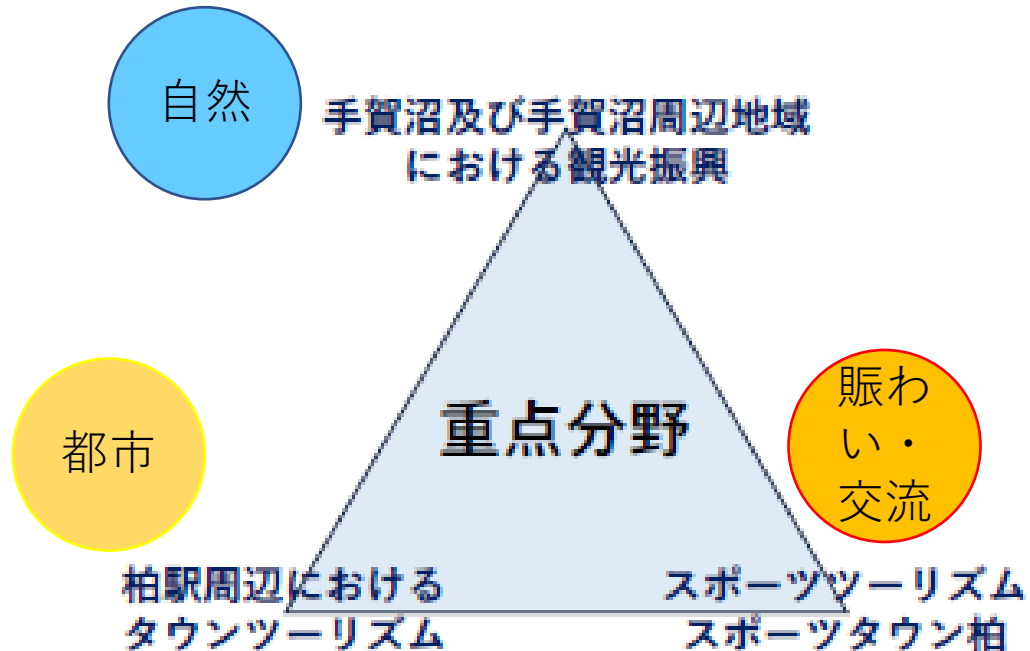 自然
手賀沼及び手賀沼周辺地域
における観光振興
重点分野
都市
賑わ
い・
交流
柏駅周辺における
タウンツーリズム
スポーツツーリズム
スポーツタウン柏